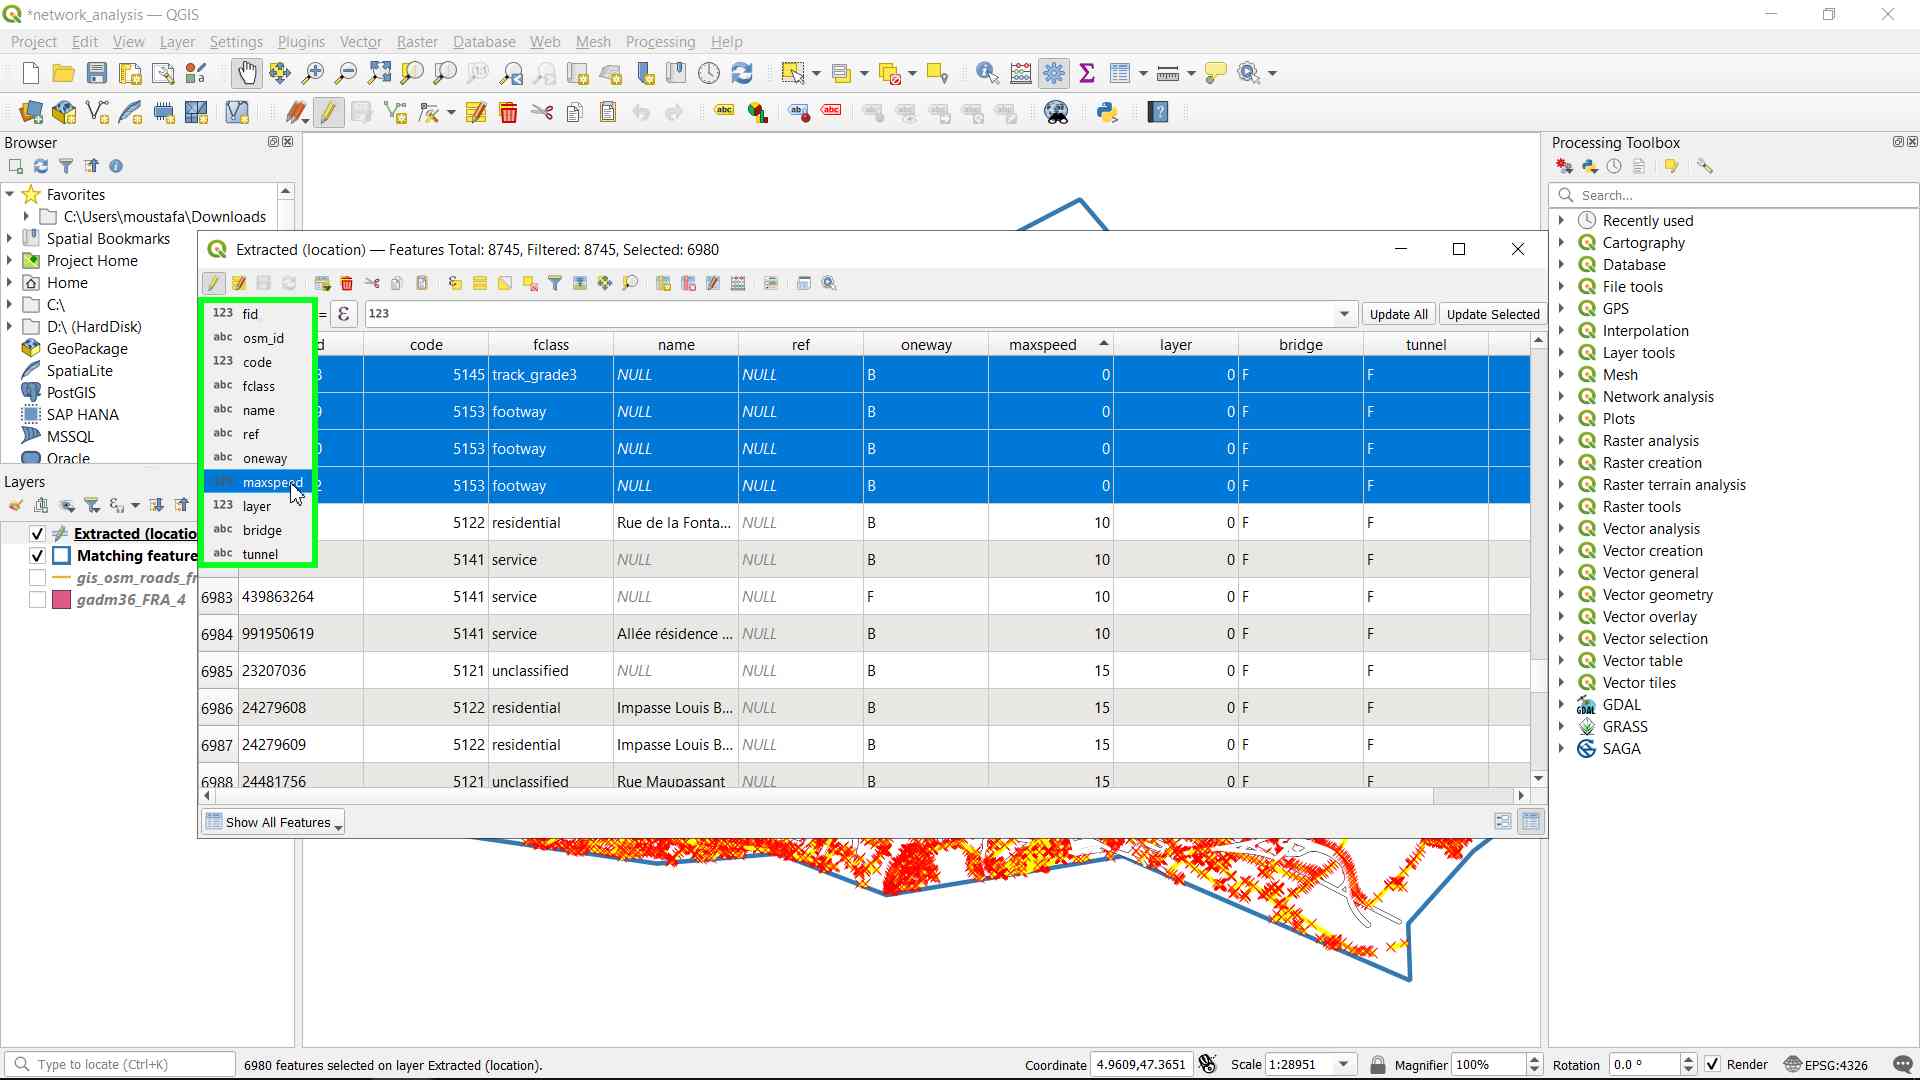 *network_analysis — QGIS
Project Edit View Layer Settings Plugins Vector Raster Database Web Mesh Processing Help
Browser
Favorites
C:\Users\moustafa\Downloads
Spatial Bookmarks
Project Home
Home
C:\
D:\ (HardDisk)
GeoPackage
SpatiaLite
PostGIS
SAP HANA
MSSQL
Oracle
Layers
Extracted (locatio
Matching feature
gis_osm_roads_fr
gadm36_FRA_4
Extracted (location) — Features Total: 8745, Filtered: 8745, Selected: 6980
123 fid
abc osm_id
123 code
abc fclass
abc name
abc ref
abc oneway
maxspeed
123 layer
abc bridge
abc tunnel
= ε 123 Update All Update Selected
d code fclass name ref oneway maxspeed layer bridge tunnel
3 5145 track_grade3 NULL NULL B 0 0 F F
9 5153 footway NULL NULL B 0 0 F F
0 5153 footway NULL NULL B 0 0 F F
2 5153 footway NULL NULL B 0 0 F F
5122 residential Rue de la Fonta... NULL B 10 0 F F
5141 service NULL NULL B 10 0 F F
6983 439863264 5141 service NULL NULL F 10 0 F F
6984 991950619 5141 service Allée résidence ... NULL B 10 0 F F
6985 23207036 5121 unclassified NULL NULL B 15 0 F F
6986 24279608 5122 residential Impasse Louis B... NULL B 15 0 F F
6987 24279609 5122 residential Impasse Louis B... NULL B 15 0 F F
6988 24481756 5121 unclassified Rue Maupassant NULL B 15 0 F F
Show All Features
Processing Toolbox
Search...
Recently used
Cartography
Database
File tools
GPS
Interpolation
Layer tools
Mesh
Network analysis
Plots
Raster analysis
Raster creation
Raster terrain analysis
Raster tools
Vector analysis
Vector creation
Vector general
Vector geometry
Vector overlay
Vector selection
Vector table
Vector tiles
GDAL
GRASS
SAGA
Type to locate (Ctrl+K) 6980 features selected on layer Extracted (location). Coordinate 4.9609,47.3651 Scale 1:28951 Magnifier 100% Rotation 0.0 ° Render EPSG:4326